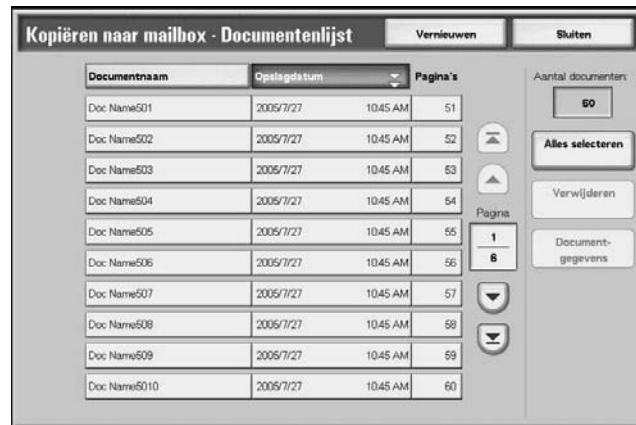 Kopiëren naar mailbox - Documentenlijst
Vernieuwen
Sluiten
Documentnaam Opslagdatum Pagina's
Doc Name501 2005/7/27 10:45 AM 51
Doc Name502 2005/7/27 10:45 AM 52
Doc Name503 2005/7/27 10:45 AM 53
Doc Name504 2005/7/27 10:45 AM 54
Doc Name505 2005/7/27 10:45 AM 55
Doc Name506 2005/7/27 10:45 AM 56
Doc Name507 2005/7/27 10:45 AM 57
Doc Name508 2005/7/27 10:45 AM 58
Doc Name509 2005/7/27 10:45 AM 59
Doc Name5010 2005/7/27 10:45 AM 60
Pagina
1
6
Aantal documenten:
60
Alles selecteren
Verwijderen
Document-
gegevens